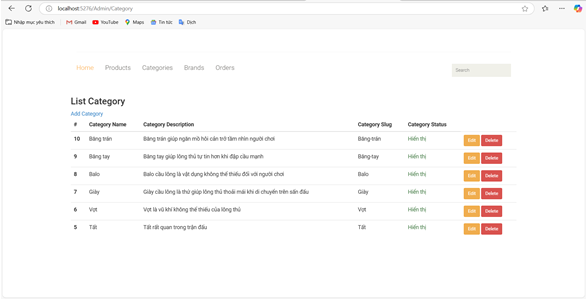 localhost:5276/Admin/Category
Nhập mục yêu thích Gmail YouTube Maps Tin tức Dịch
Home Products Categories Brands Orders Search
List Category
Add Category
# Category Name Category Description Category Slug Category Status
10 Băng trán Băng trán giúp ngăn mồ hôi cản trở tầm nhìn người chơi Băng-trán Hiển thị Edit Delete
9 Băng tay Băng tay giúp lông thủ tự tin hơn khi đập cầu mạnh Băng-tay Hiển thị Edit Delete
8 Balo Balo cầu lông là vật dụng không thể thiếu đối với người chơi Balo Hiển thị Edit Delete
7 Giày Giày cầu lông là thứ giúp lông thủ thoải mái khi di chuyển trên sân đấu Giày Hiển thị Edit Delete
6 Vợt Vợt là vũ khí không thể thiếu của lông thủ Vợt Hiển thị Edit Delete
5 Tất Tất rất quan trong trận đấu Tất Hiển thị Edit Delete